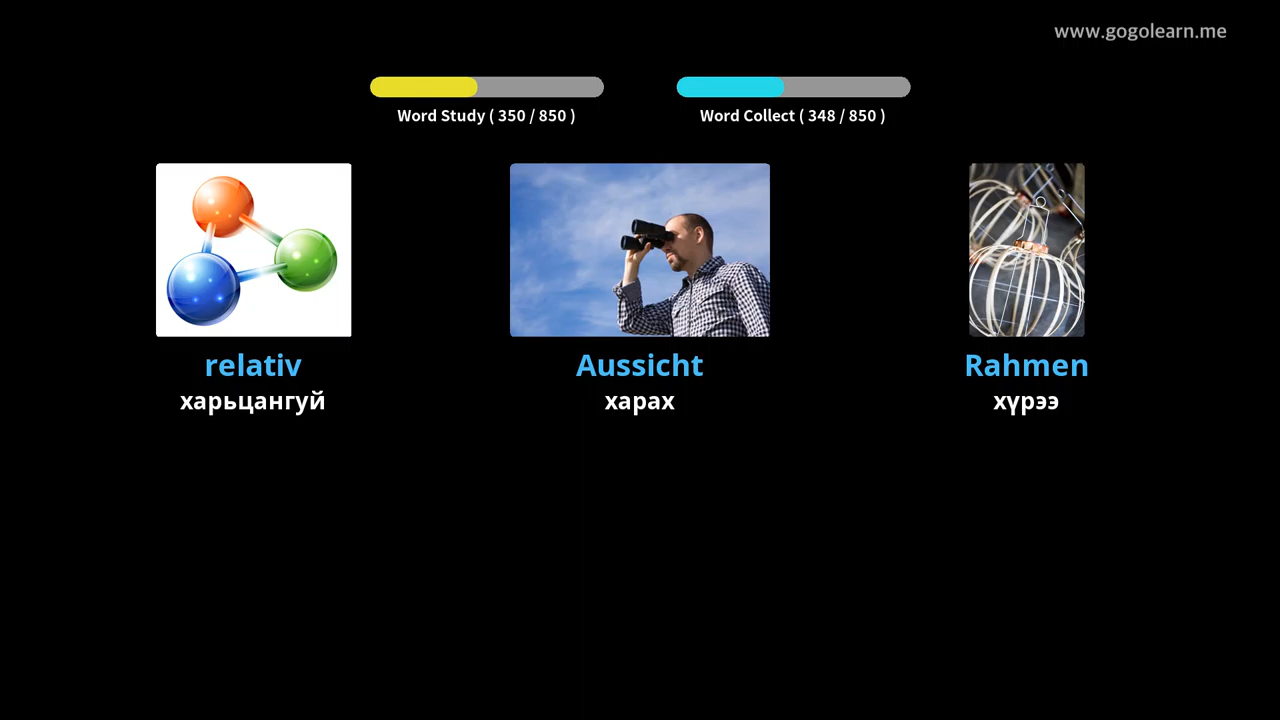 www.gogolearn.me
Word Study ( 350 / 850 )
Word Collect ( 348 / 850 )
relativ
харьцангуй
Aussicht
харах
Rahmen
хүрээ